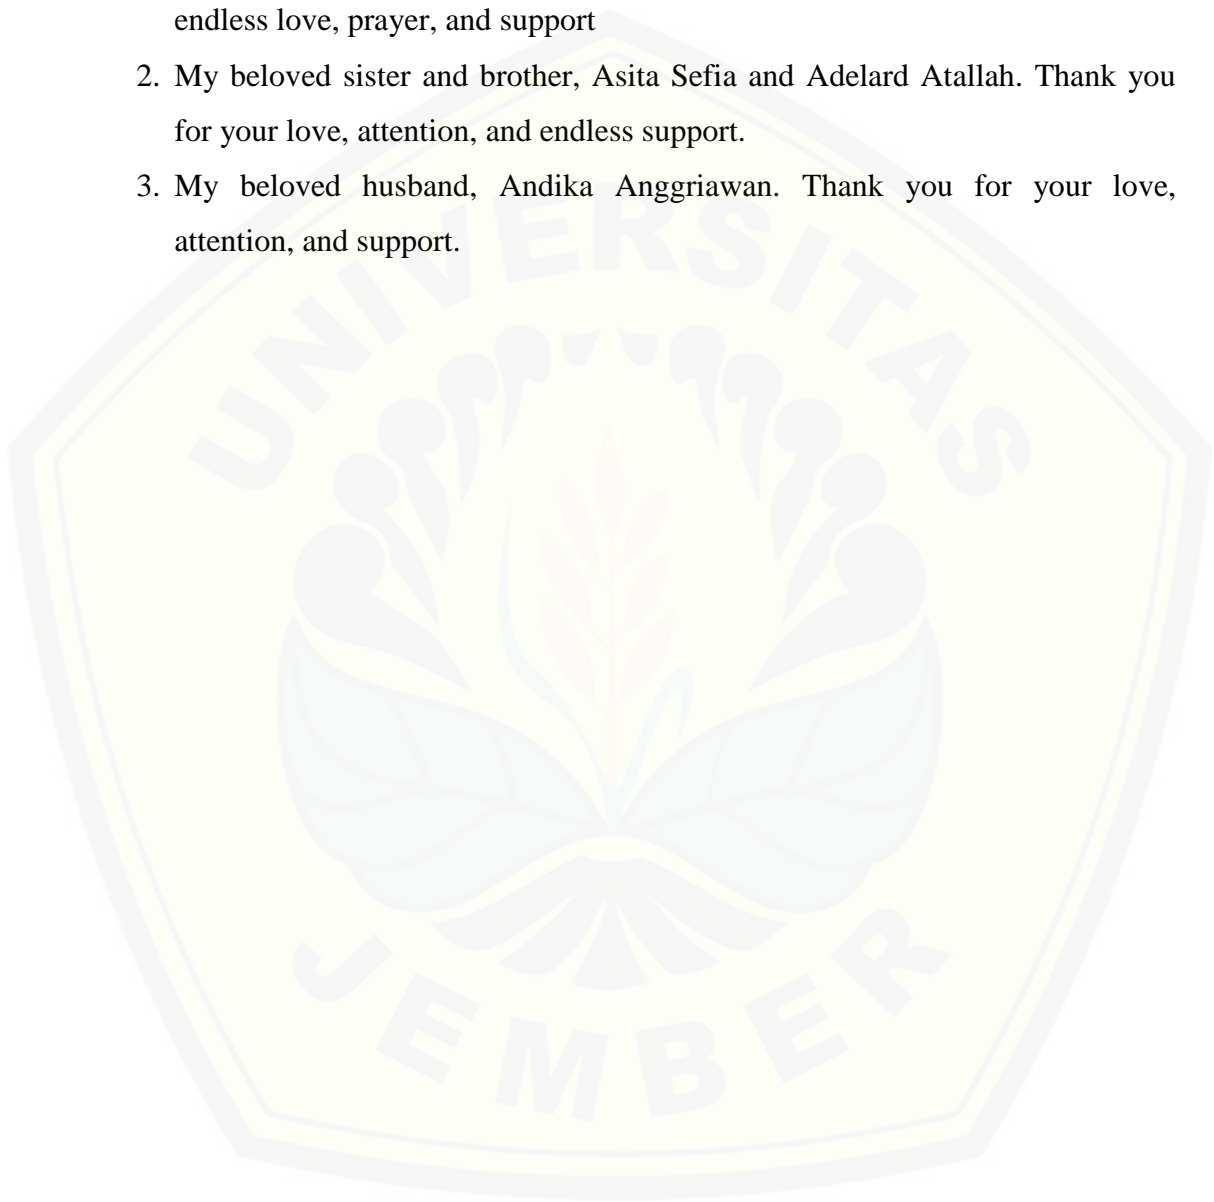 endless love, prayer, and support
2. My beloved sister and brother, Asita Sefia and Adelard Atallah. Thank you
for your love, attention, and endless support.
3. My beloved husband, Andika Anggriawan. Thank you for your love,
attention, and support.
UNIVERSITAS
JEMBER